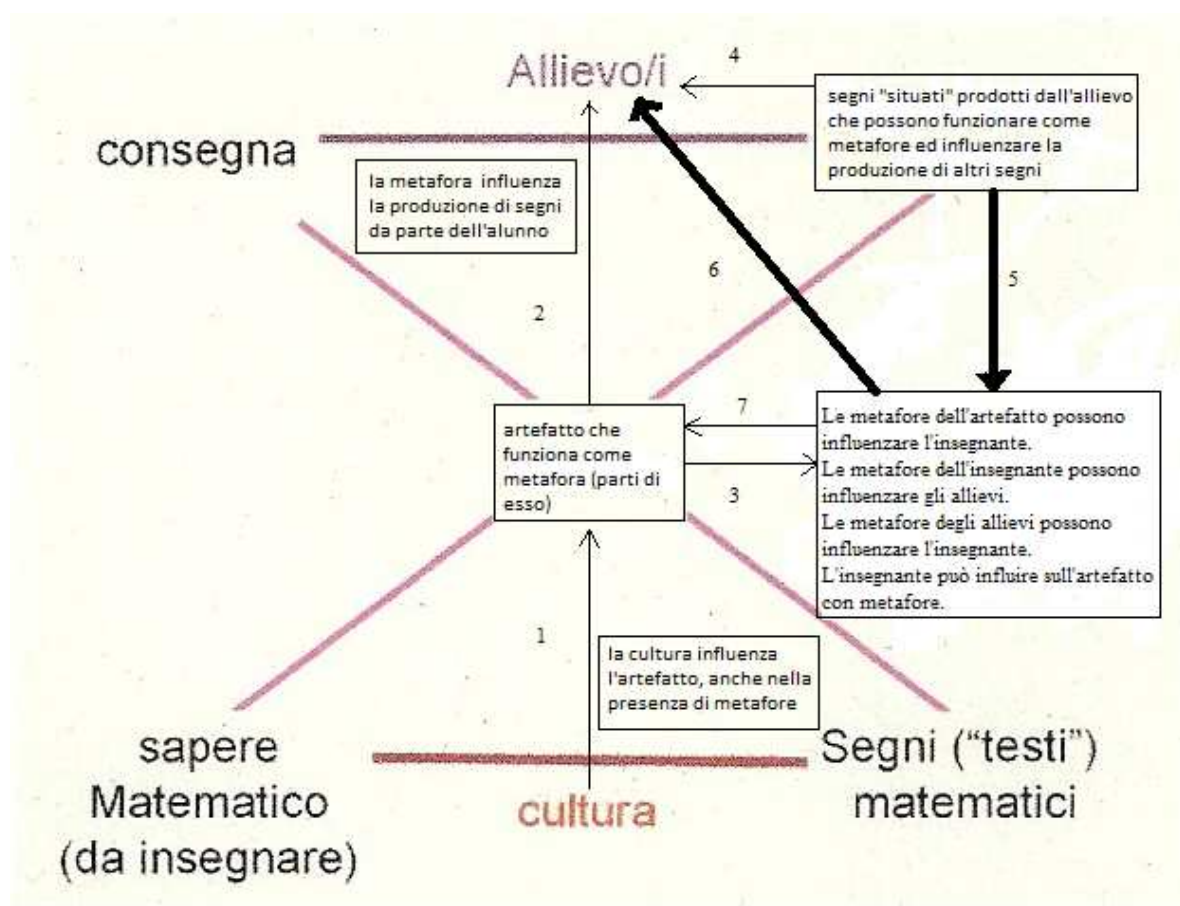 Allievo/i
4
segni "situati" prodotti dall'allievo
che possono funzionare come
metafore ed influenzare la
produzione di altri segni
consegna
la metafora influenza
la produzione di segni
da parte dell'alunno
6
5
2
7
artefatto che
funziona come
metafora (parti di
esso)
3
Le metafore dell'artefatto possono
influenzare l'insegnante.
Le metafore dell'insegnante possono
influenzare gli allievi.
Le metafore degli allievi possono
influenzare l'insegnante.
L'insegnante può influire sull'artefatto
con metafore.
1
la cultura influenza
l'artefatto, anche nella
presenza di metafore
sapere
Matematico
(da insegnare)
cultura
Segni ("testi")
matematici